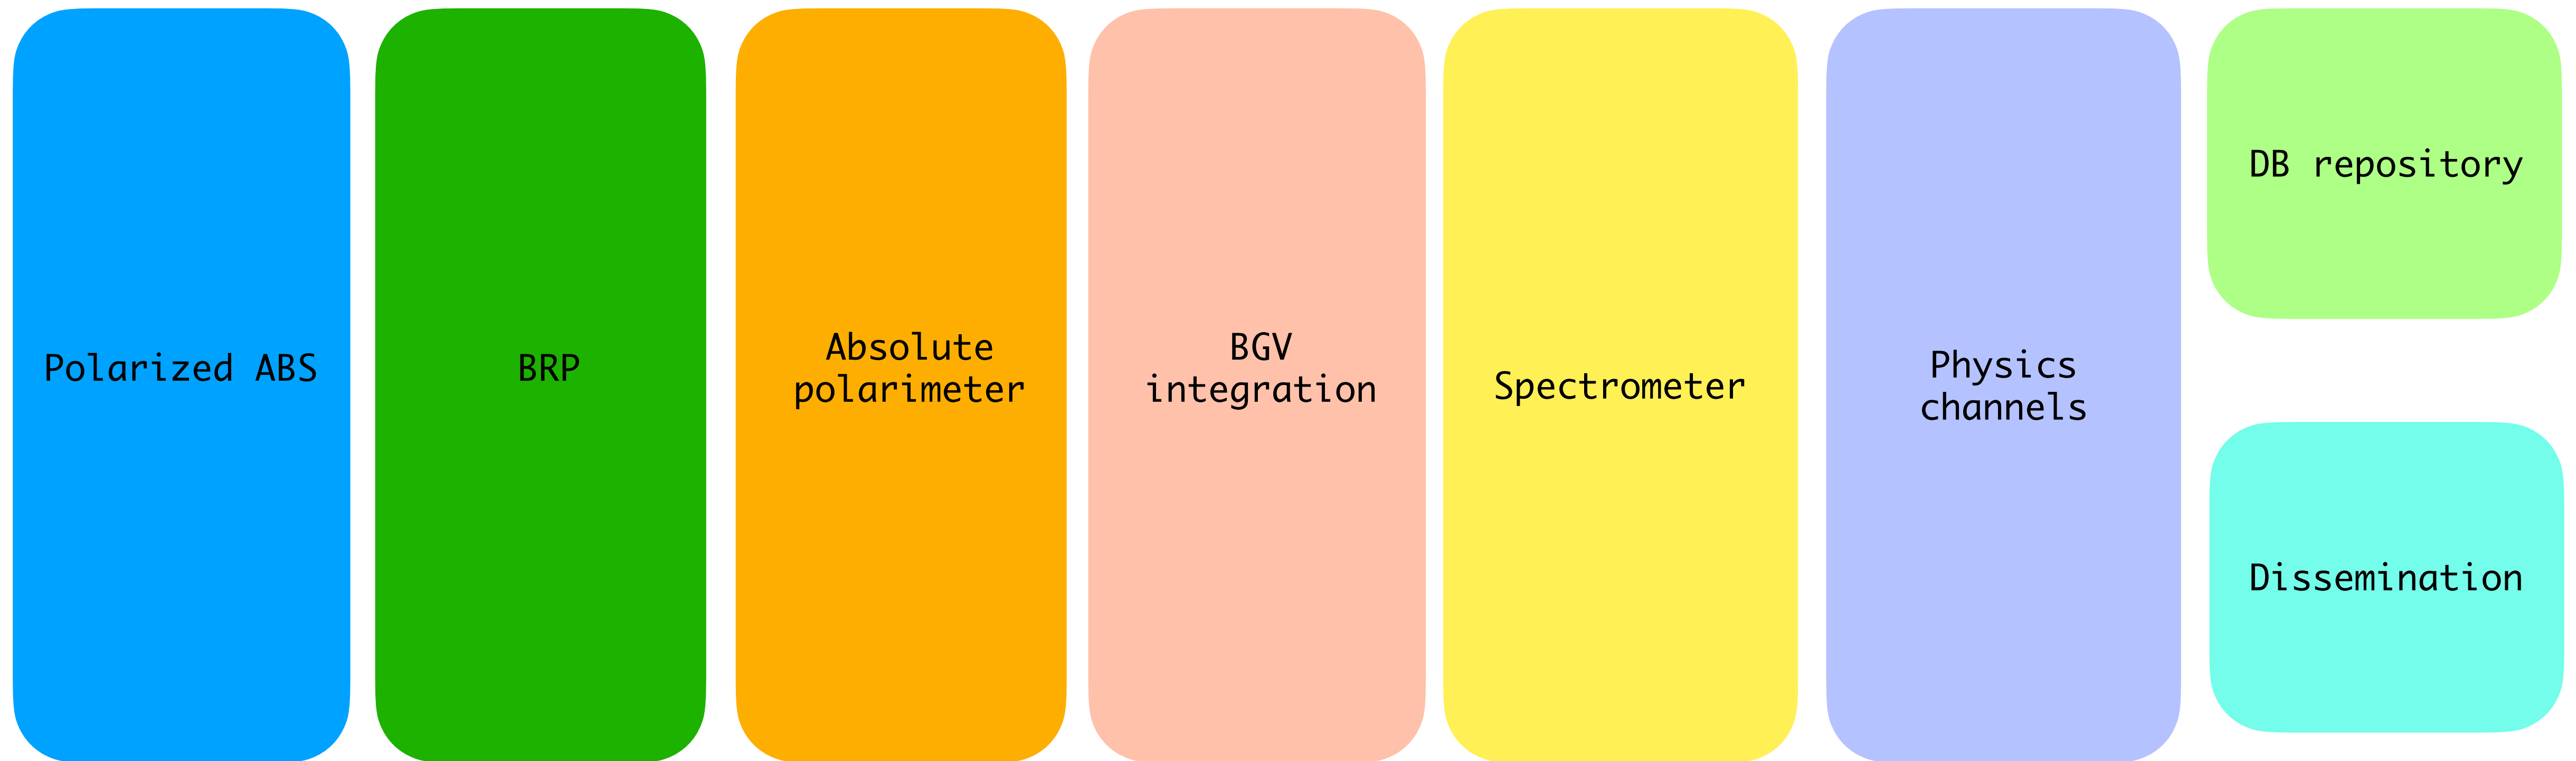 Polarized ABS
BRP
Absolute
polarimeter
BGV
integration
Spectrometer
Physics
channels
DB repository
Dissemination